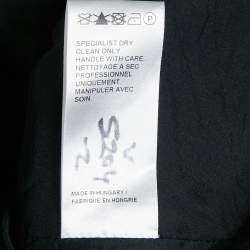 P
SPECIALIST DRY
CLEAN ONLY
HANDLE WITH CARE
NETTOYAGE A SEC
PROFESSIONNEL
UNIQUEMENT.
MANIPULER AVEC
SOIN.
MADE IN HUNGARY/
FABRIQUE EN HONGRIE